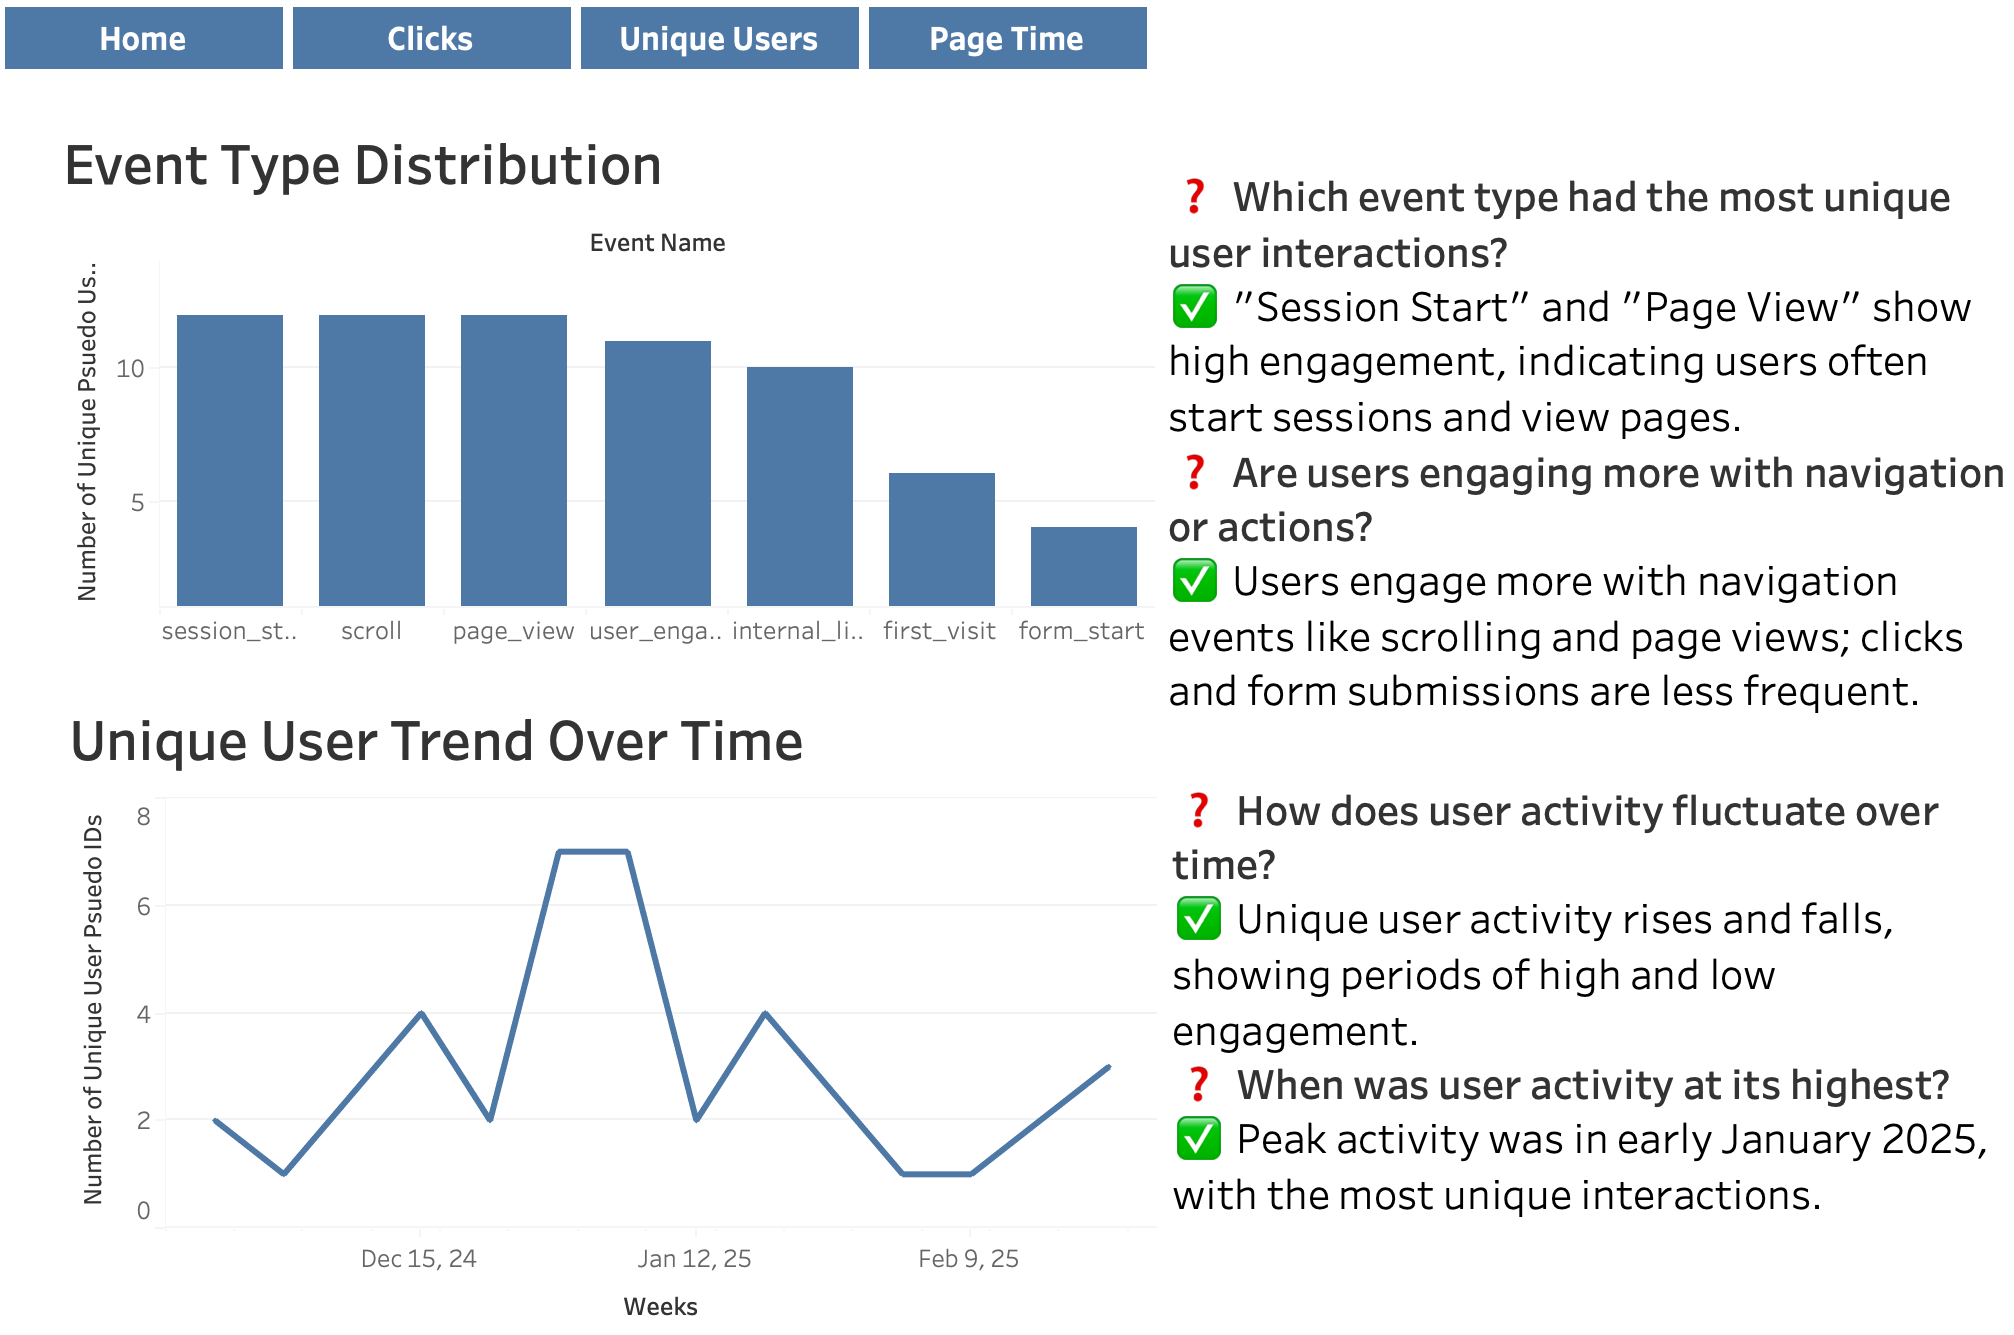 Home
Clicks
Unique Users
Page Time
Event Type Distribution
Event Name
Number of Unique Psuedo Us..
10
5
session_st..
scroll
page_view
user_enga..
internal_li..
first_visit
form_start
❓ Which event type had the most unique
user interactions?
✅ "Session Start" and "Page View" show
high engagement, indicating users often
start sessions and view pages.
❓ Are users engaging more with navigation
or actions?
✅ Users engage more with navigation
events like scrolling and page views; clicks
and form submissions are less frequent.
Unique User Trend Over Time
Number of Unique User Psuedo IDs
8
6
4
2
0
Dec 15, 24
Jan 12, 25
Feb 9, 25
Weeks
❓ How does user activity fluctuate over
time?
✅ Unique user activity rises and falls,
showing periods of high and low
engagement.
❓ When was user activity at its highest?
✅ Peak activity was in early January 2025,
with the most unique interactions.